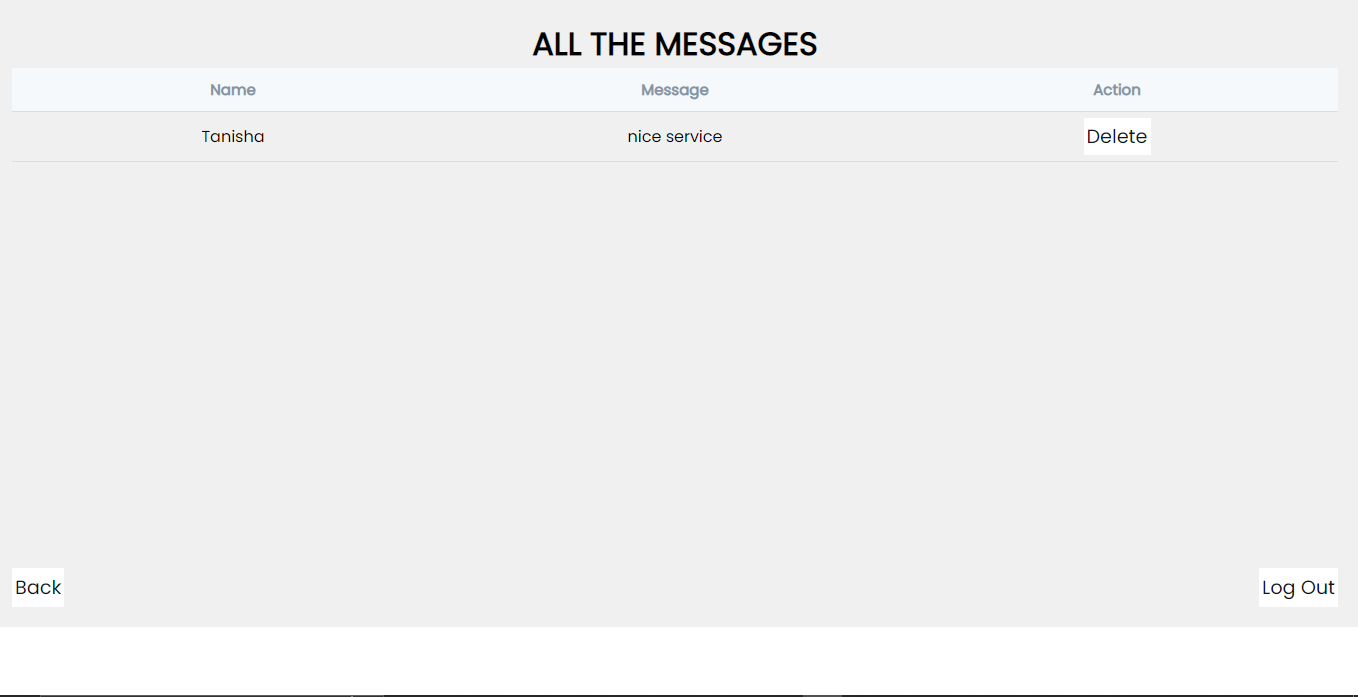 ALL THE MESSAGES
Name Message Action
Tanisha nice service Delete
Back Log Out